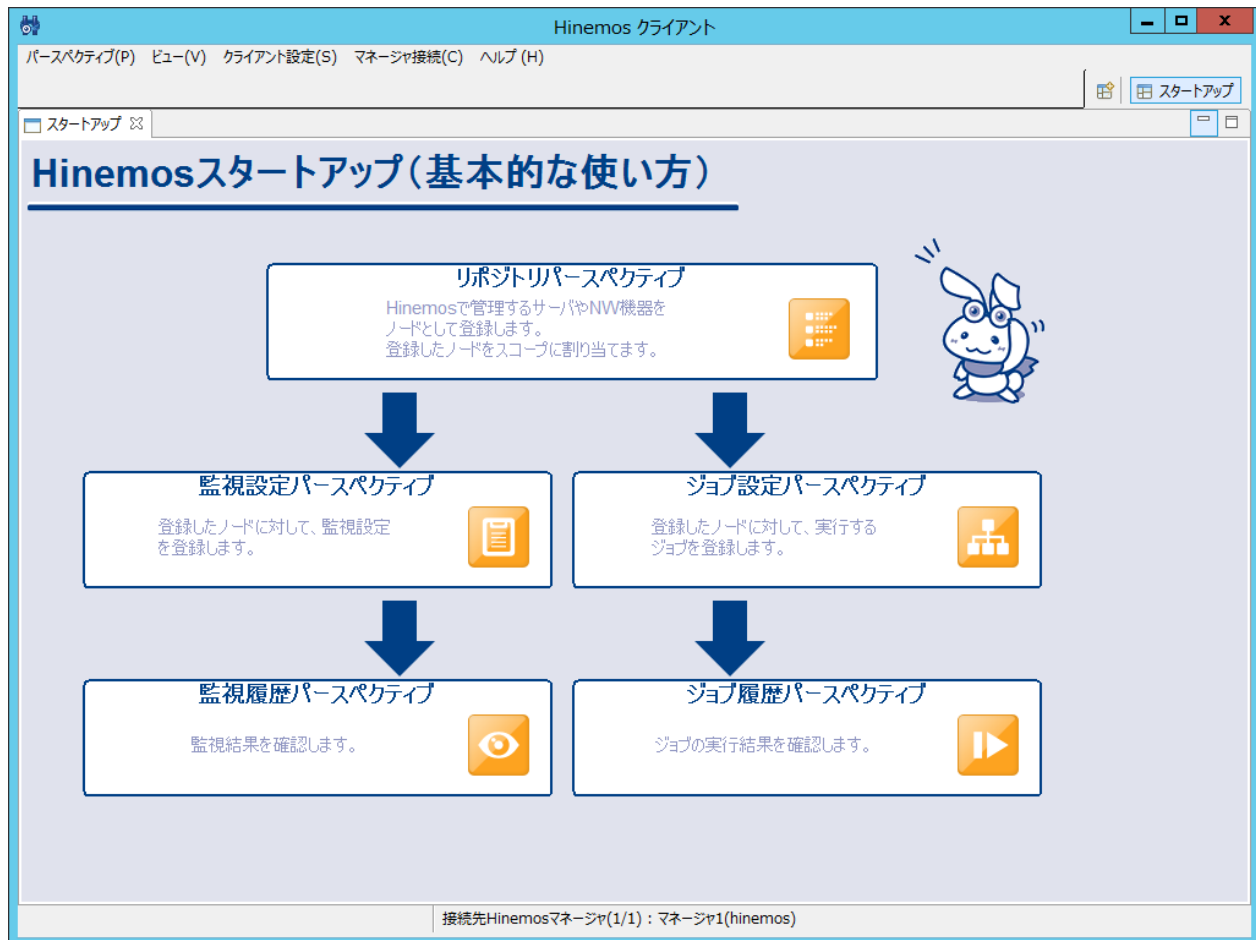 Hinemos クライアント
パースペクティブ(P) ビュー(V) クライアント設定(S) マネージャ接続(C) ヘルプ (H)
スタートアップ
スタートアップ
Hinemosスタートアップ(基本的な使い方)
リポジトリパースペクティブ
Hinemosで管理するサーバやNW機器を
ノードとして登録します。
登録したノードをスコープに割り当てます。
監視設定パースペクティブ
登録したノードに対して、監視設定
を登録します。
ジョブ設定パースペクティブ
登録したノードに対して、実行する
ジョブを登録します。
監視履歴パースペクティブ
監視結果を確認します。
ジョブ履歴パースペクティブ
ジョブの実行結果を確認します。
接続先Hinemosマネージャ(1/1) : マネージャ1(hinemos)